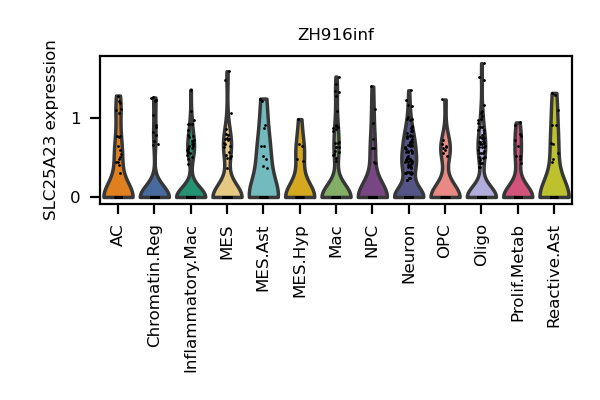 ZH916inf
SLC25A23 expression
1
0
AC
Chromatin.Reg
Inflammatory.Mac
MES
MES.Ast
MES.Hyp
Mac
NPC
Neuron
OPC
Oligo
Prolif.Metab
Reactive.Ast